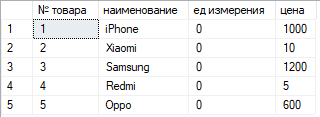 № товара наименование ед измерения цена
1 1 iPhone 0 1000
2 2 Xiaomi 0 10
3 3 Samsung 0 1200
4 4 Redmi 0 5
5 5 Oppo 0 600